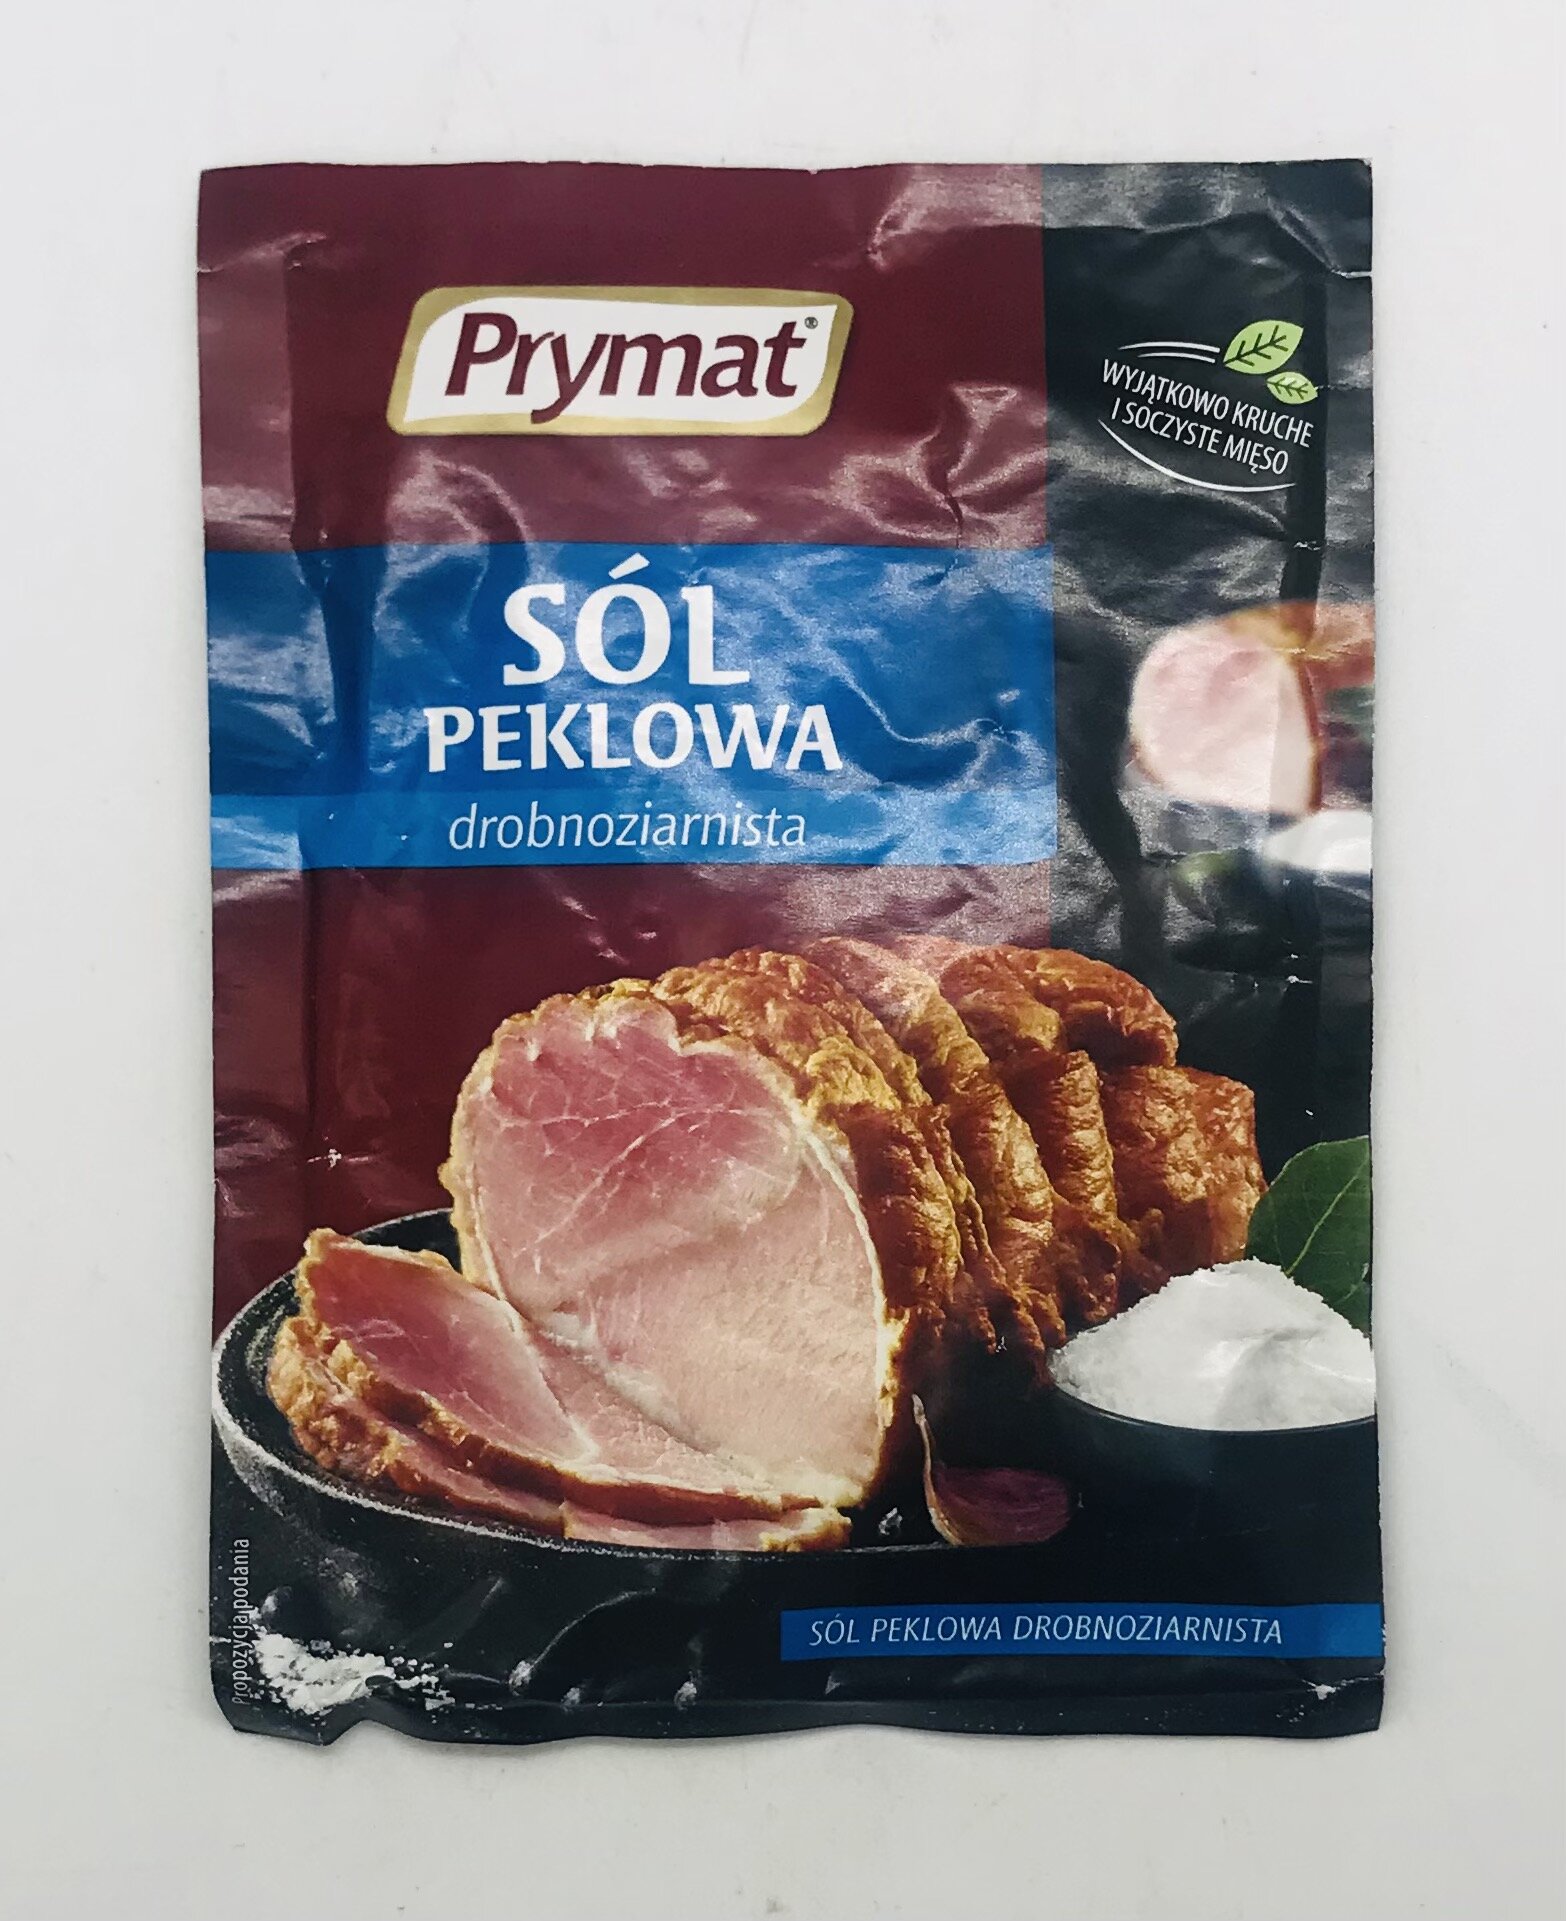 Prymat®
WYJĄTKOWO KRUCHE
I SOCZYSTE MIĘSO
SÓL
PEKLOWA
drobnoziarnista
Propozycja podania
SÓL PEKLOWA DROBNOZIARNISTA